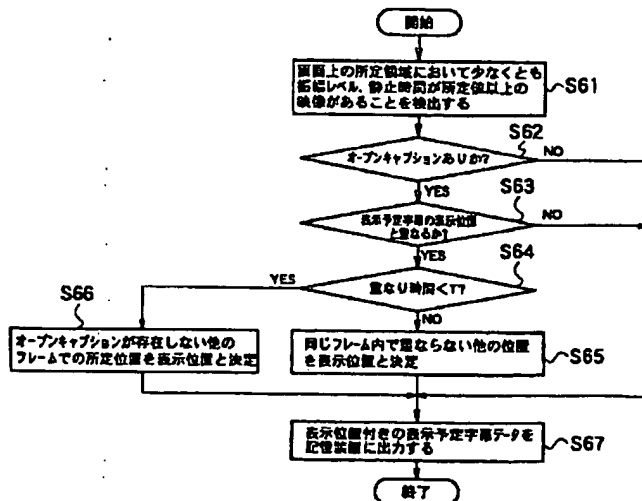 開始
画面上の所定領域において少なくとも
振幅レベル、静止時間が所定値以上の
映像があることを検出する
S61
S62
オープンキャプションありか?
NO
YES
S63
表示予定字幕の表示位置
と重なるか?
NO
YES
S64
重なり時間<T?
YES
NO
S66
オープンキャプションが存在しない他の
フレームでの所定位置を表示位置と決定
同じフレーム内で重ならない他の位置
を表示位置と決定
S65
表示位置付きの表示予定字幕データを
記憶装置に出力する
S67
終了